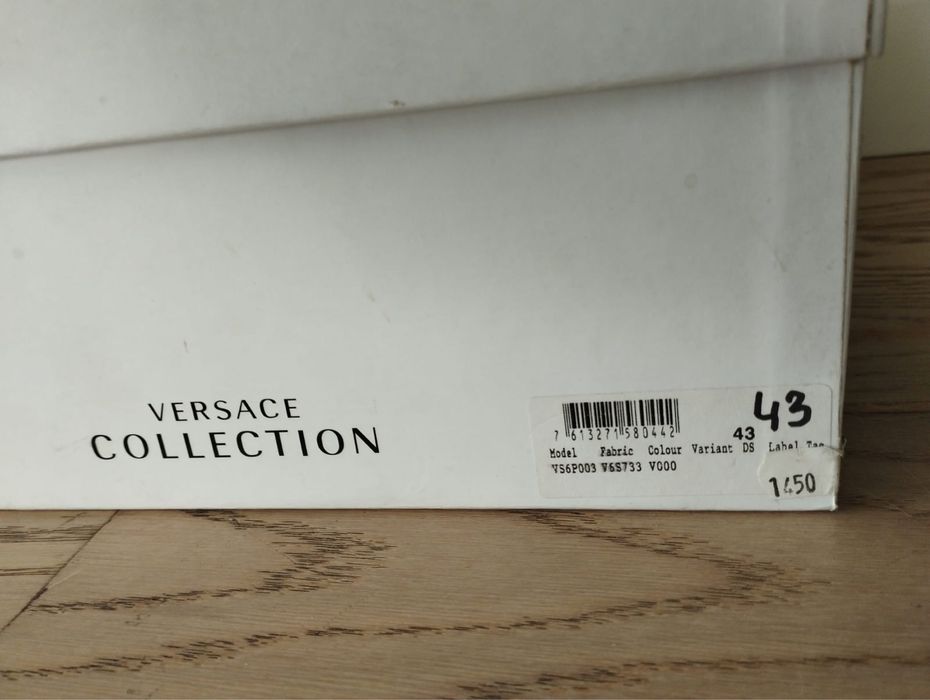 VERSACE
COLLECTION
43
7 613271 580442
43
Model Fabric Colour Variant DS Label Tag
VS6P003 V6S733 V000
1450